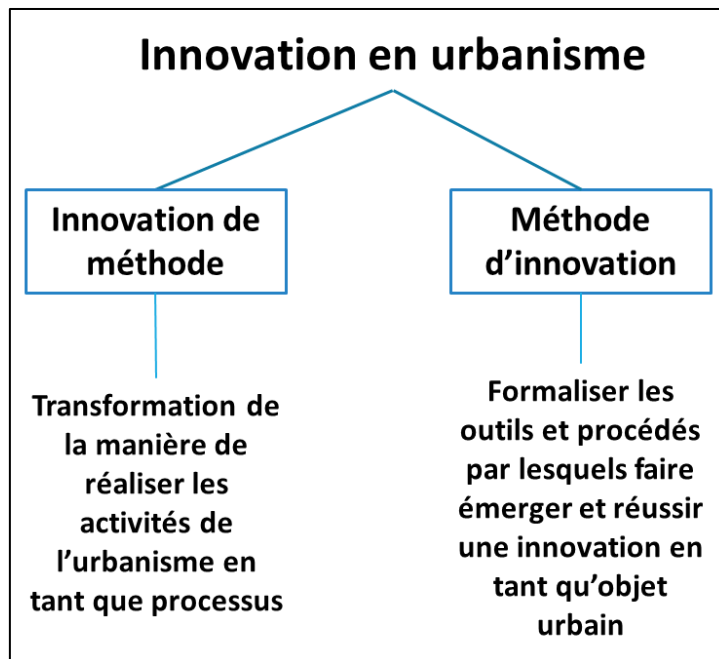 Innovation en urbanisme
Innovation de
méthode
Méthode
d'innovation
Transformation de
la manière de
réaliser les
activités de
l'urbanisme en
tant que processus
Formaliser les
outils et procédés
par lesquels faire
émerger et réussir
une innovation en
tant qu'objet
urbain